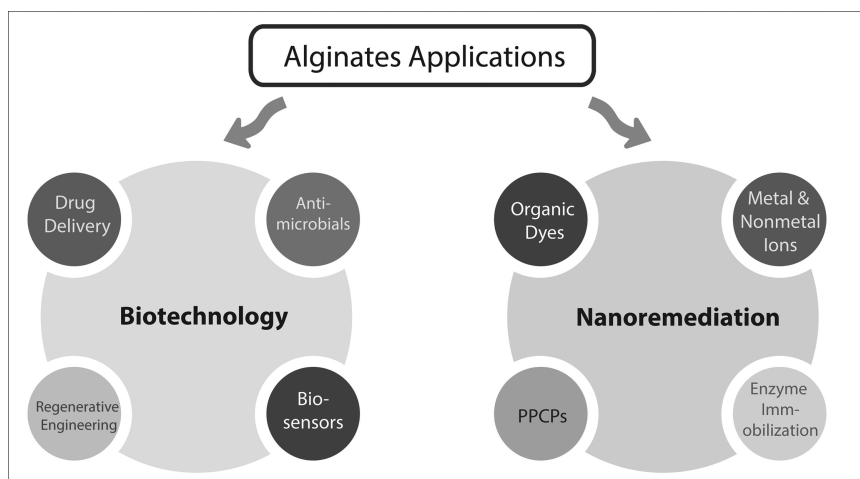 Alginates Applications
Drug
Delivery
Anti-
microbials
Biotechnology
Regenerative
Engineering
Bio-
sensors
Organic
Dyes
Metal &
Nonmetal
Ions
Nanoremediation
PPCPs
Enzyme
Imm-
obilization